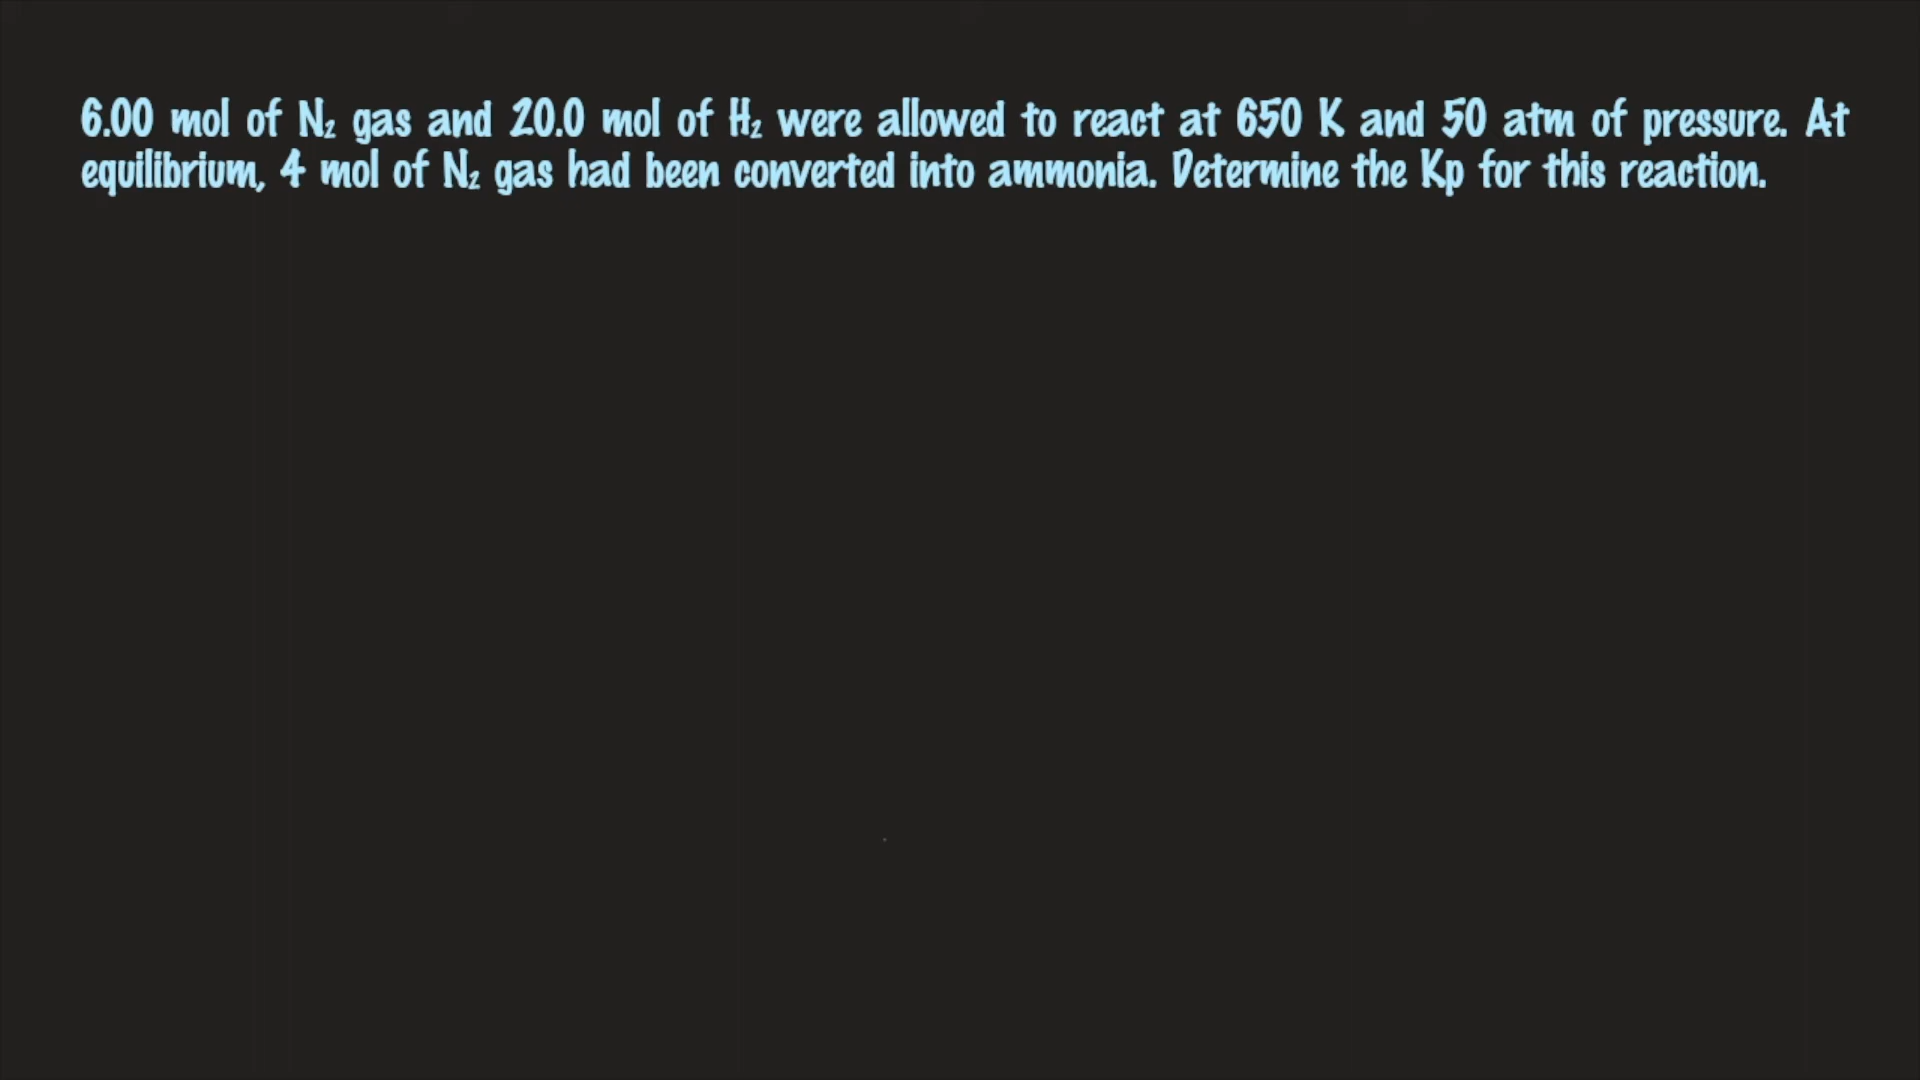 6.00 mol of N₂ gas and 20.0 mol of H₂ were allowed to react at 650 K and 50 atm of pressure. At
equilibrium, 4 mol of N₂ gas had been converted into ammonia. Determine the Kp for this reaction.